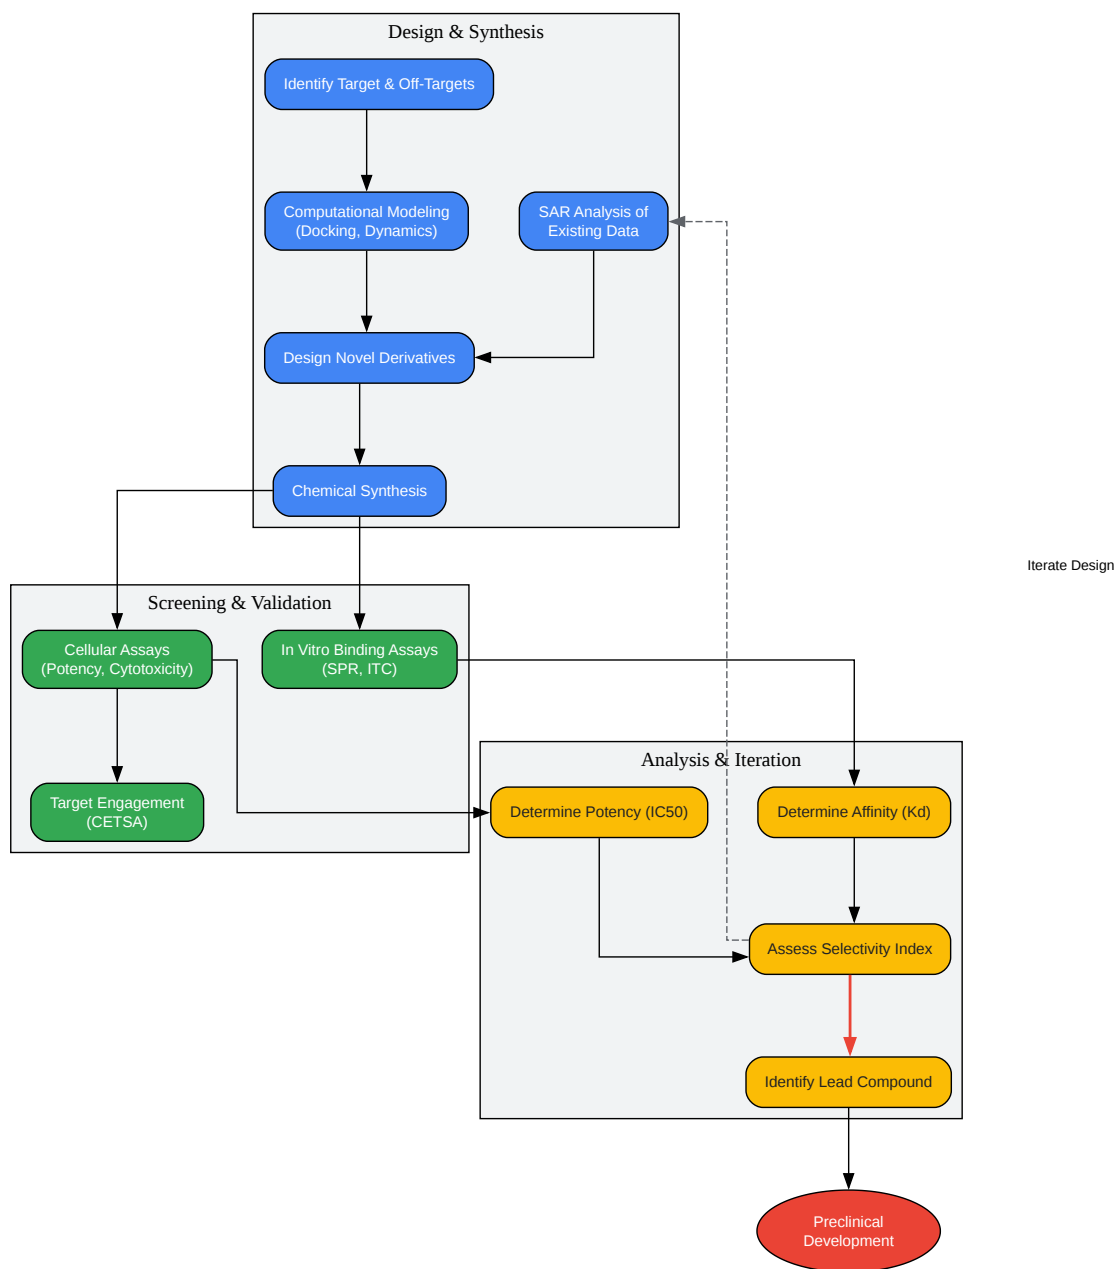 Design & Synthesis
Identify Target & Off-Targets
Computational Modeling
(Docking, Dynamics)
SAR Analysis of
Existing Data
Design Novel Derivatives
Chemical Synthesis
Iterate Design
Screening & Validation
Cellular Assays
(Potency, Cytotoxicity)
In Vitro Binding Assays
(SPR, ITC)
Target Engagement
(CETSA)
Analysis & Iteration
Determine Potency (IC50)
Determine Affinity (Kd)
Assess Selectivity Index
Identify Lead Compound
Preclinical
Development